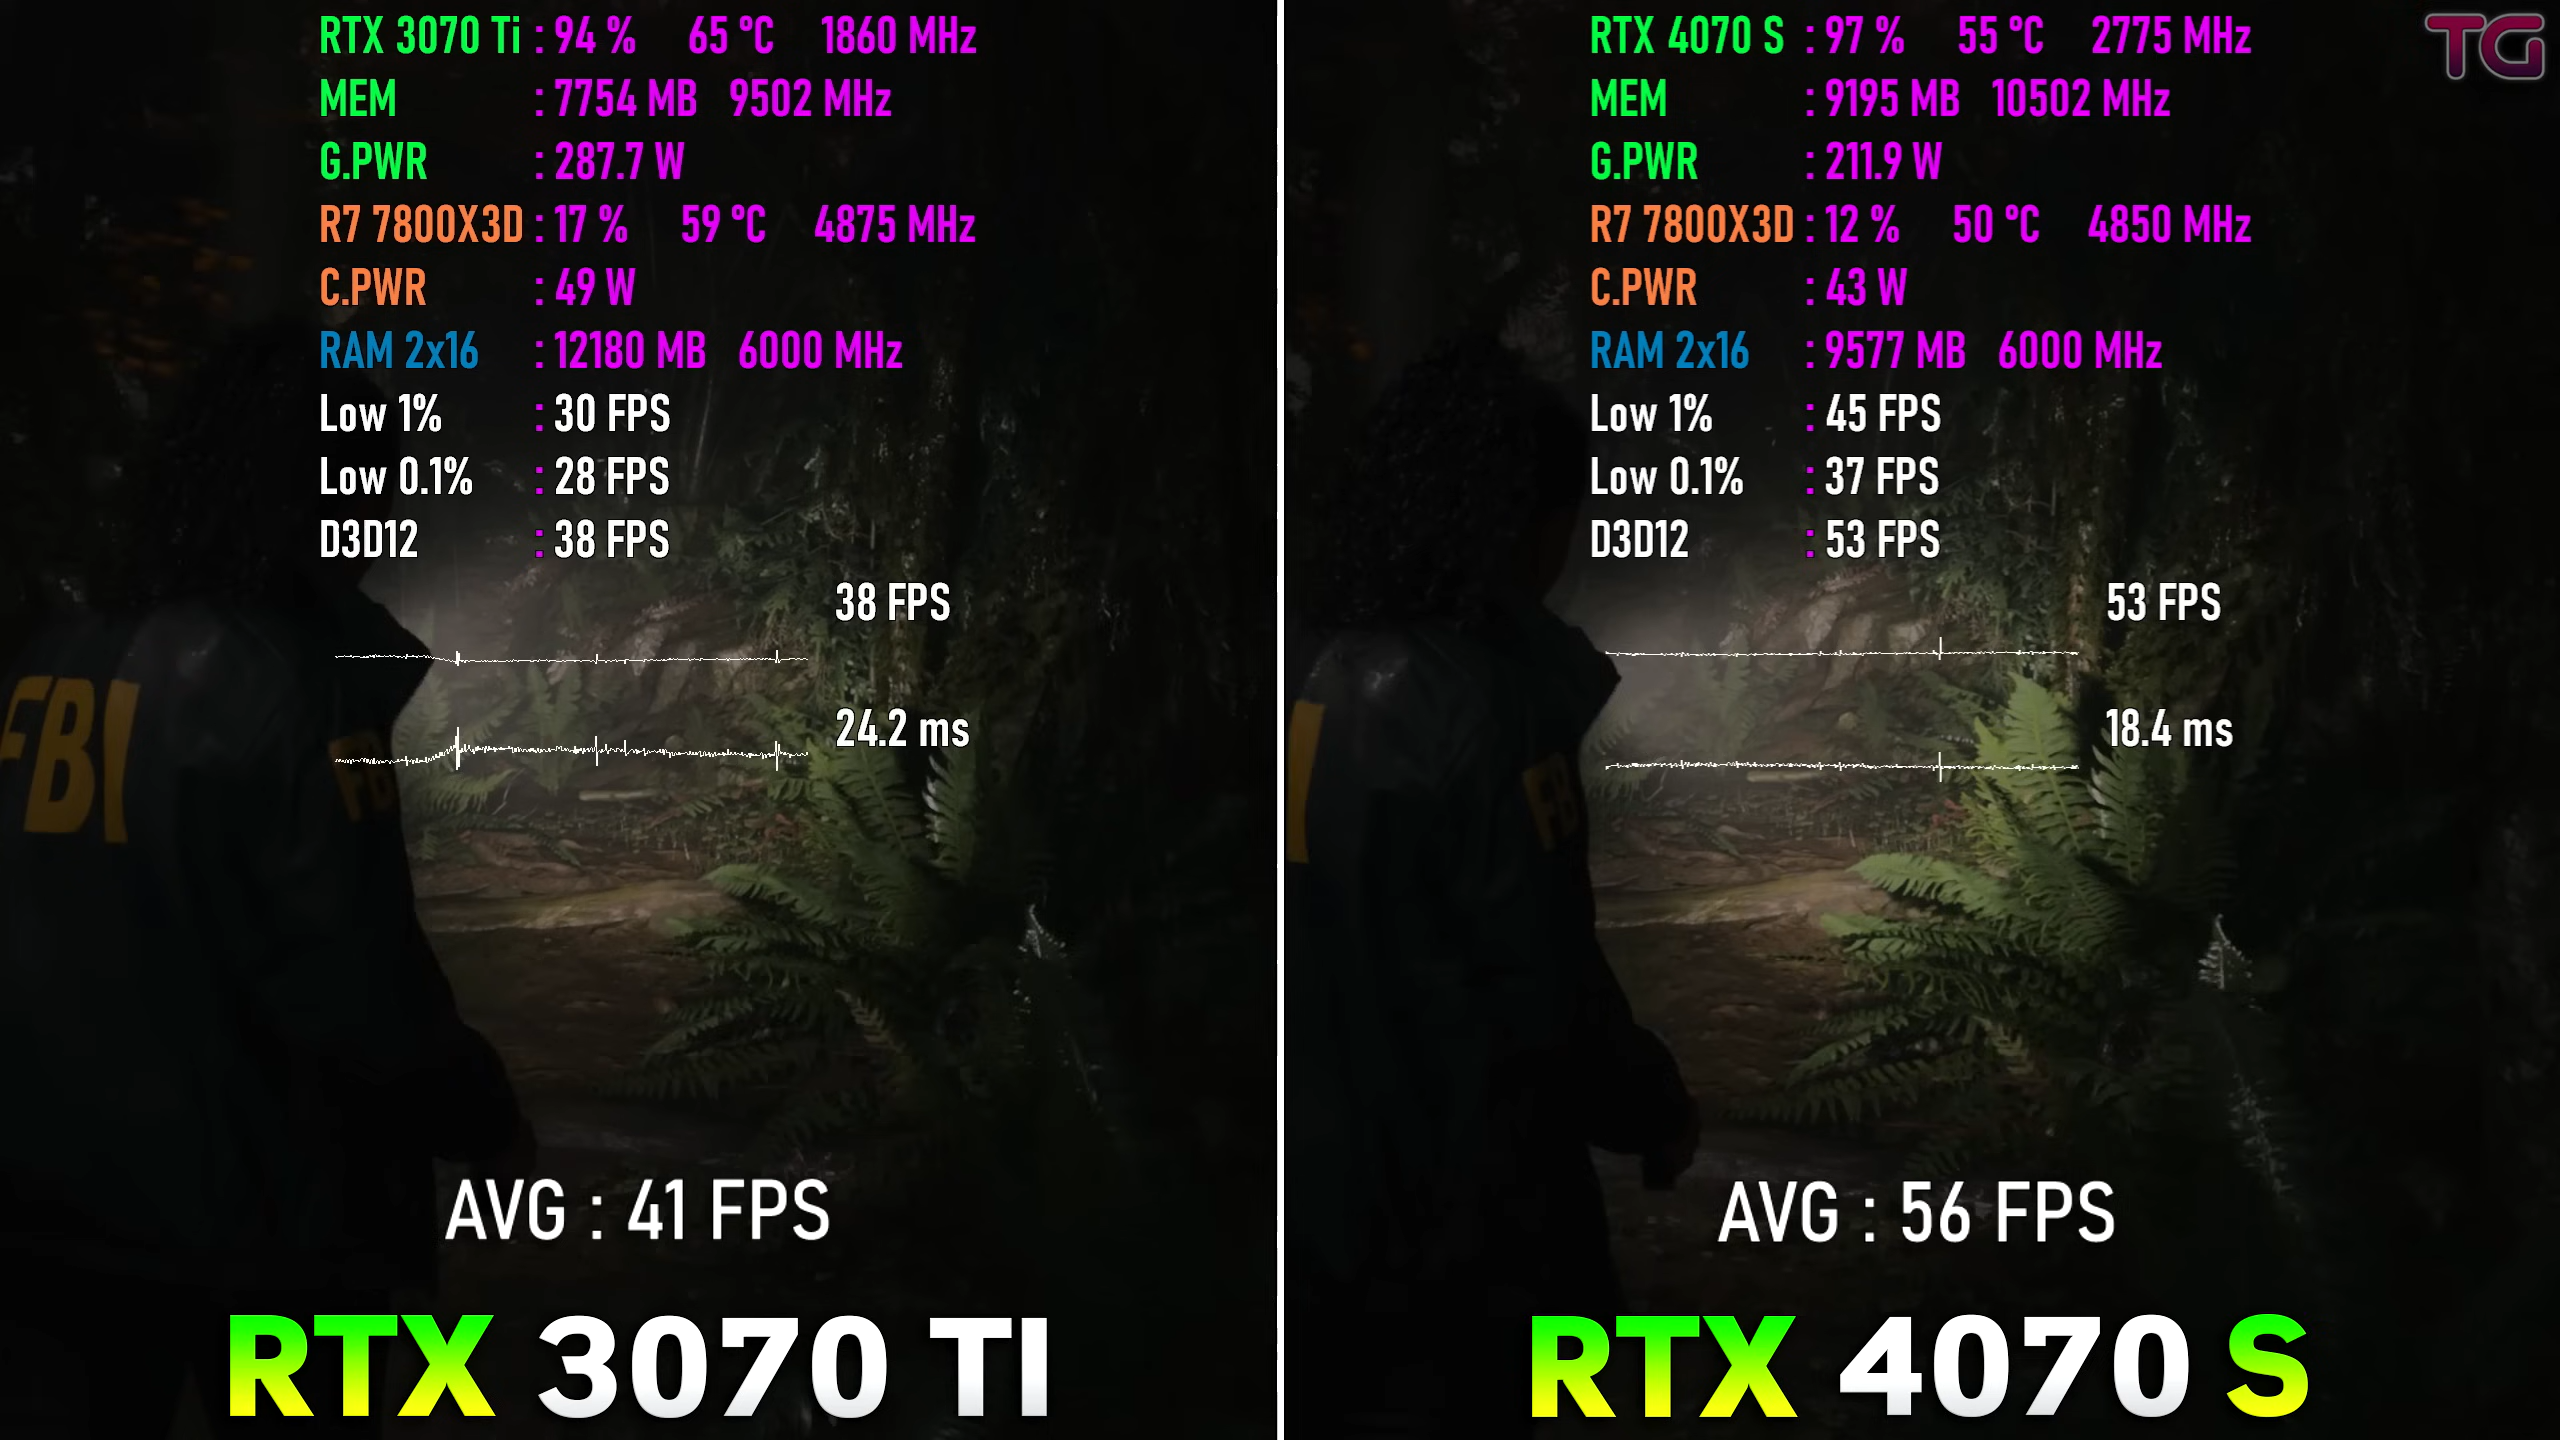 RTX 3070 Ti : 94 % 65 °C 1860 MHz
MEM : 7754 MB 9502 MHz
G.PWR : 287.7 W
R7 7800X3D : 17 % 59 °C 4875 MHz
C.PWR : 49 W
RAM 2x16 : 12180 MB 6000 MHz
Low 1% : 30 FPS
Low 0.1% : 28 FPS
D3D12 : 38 FPS
38 FPS
24.2 ms
FBI
FB
AVG : 41 FPS
RTX 3070 TI
TG
RTX 4070 S : 97 % 55 °C 2775 MHz
MEM : 9195 MB 10502 MHz
G.PWR : 211.9 W
R7 7800X3D : 12 % 50 °C 4850 MHz
C.PWR : 43 W
RAM 2x16 : 9577 MB 6000 MHz
Low 1% : 45 FPS
Low 0.1% : 37 FPS
D3D12 : 53 FPS
53 FPS
18.4 ms
FB
AVG : 56 FPS
RTX 4070 S